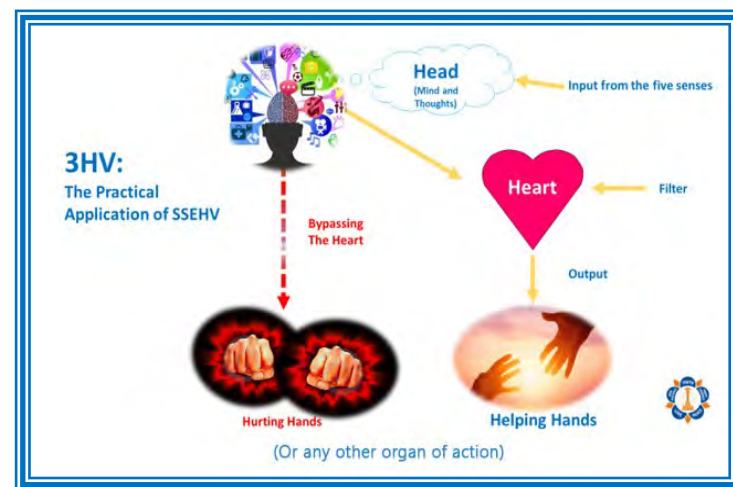 Head
(Mind and
Thoughts)
Input from the five senses
3HV:
The Practical
Application of SSEHV
Heart
Filter
Bypassing
The Heart
Output
Hurting Hands
Helping Hands
(Or any other organ of action)